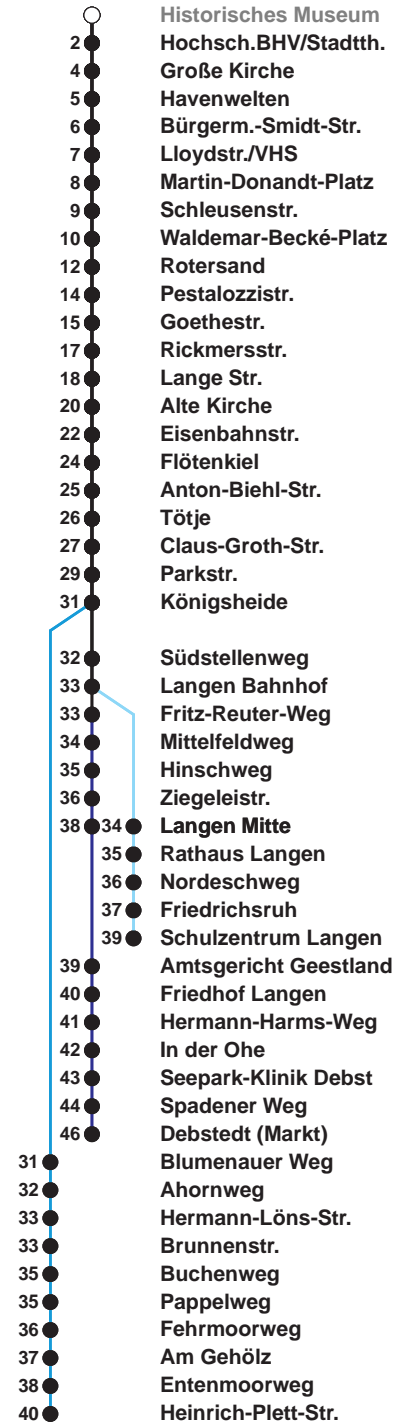 Historisches Museum
2 Hochsch.BHV/Stadtth.
4 Große Kirche
5 Havenwelten
6 Bürgerm.-Smidt-Str.
7 Lloydstr./VHS
8 Martin-Donandt-Platz
9 Schleusenstr.
10 Waldemar-Becké-Platz
12 Rotersand
14 Pestalozzistr.
15 Goethestr.
17 Rickmersstr.
18 Lange Str.
20 Alte Kirche
22 Eisenbahnstr.
24 Flötenkiel
25 Anton-Biehl-Str.
26 Tötje
27 Claus-Groth-Str.
29 Parkstr.
31 Königsheide
32 Südstellenweg
33 Langen Bahnhof
33 Fritz-Reuter-Weg
34 Mittelfeldweg
35 Hinschweg
36 Ziegeleistr.
38 34 Langen Mitte
35 Rathaus Langen
36 Nordeschweg
37 Friedrichsruh
39 Schulzentrum Langen
39 Amtsgericht Geestland
40 Friedhof Langen
41 Hermann-Harms-Weg
42 In der Ohe
43 Seepark-Klinik Debst
44 Spadener Weg
46 Debstedt (Markt)
31 Blumenauer Weg
32 Ahornweg
33 Hermann-Löns-Str.
33 Brunnenstr.
35 Buchenweg
35 Pappelweg
36 Fehrmoorweg
37 Am Gehölz
38 Entenmoorweg
40 Heinrich-Plett-Str.